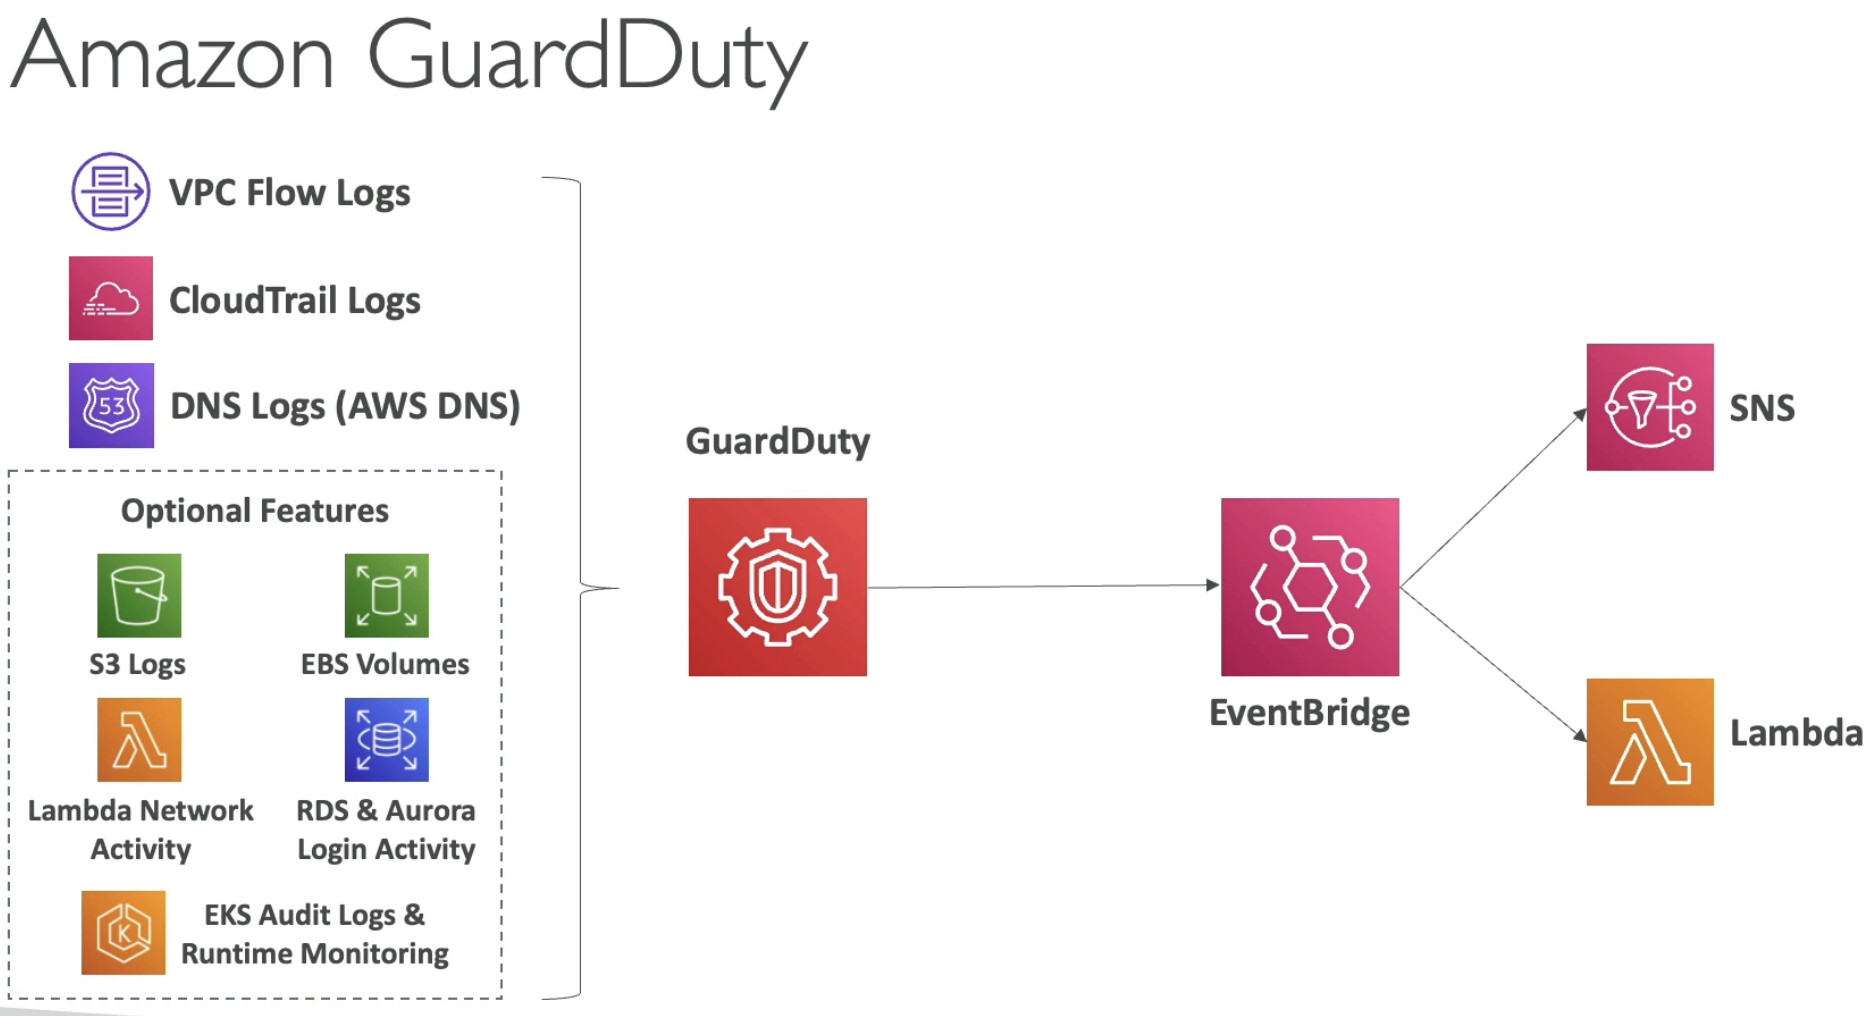 Amazon GuardDuty
VPC Flow Logs
CloudTrail Logs
53
DNS Logs (AWS DNS)
Optional Features
S3 Logs
EBS Volumes
Lambda Network
Activity
RDS & Aurora
Login Activity
K
EKS Audit Logs &
Runtime Monitoring
GuardDuty
EventBridge
SNS
Lambda